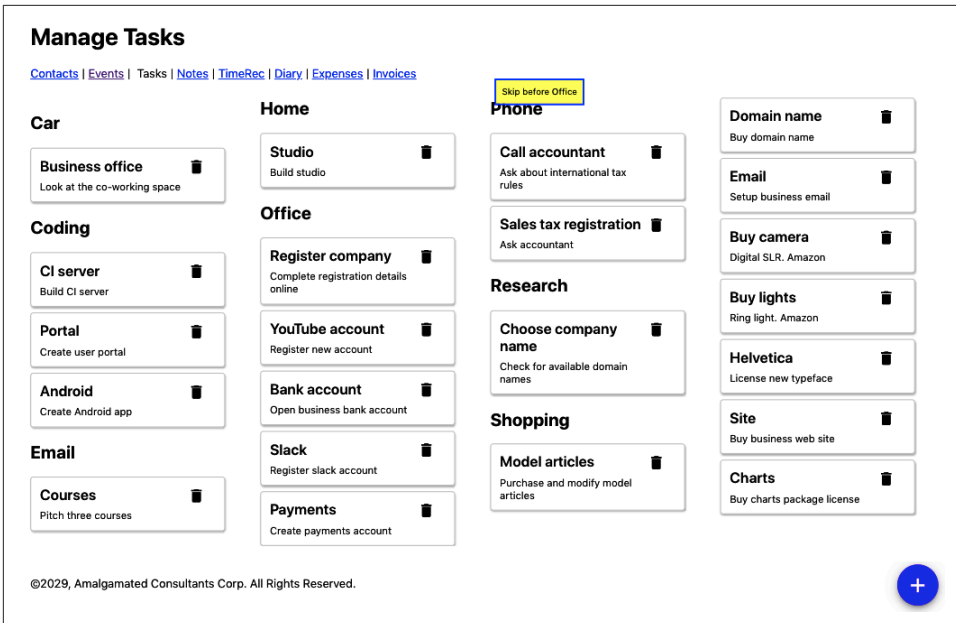 Manage Tasks
Contacts | Events | Tasks | Notes | TimeRec | Diary | Expenses | Invoices
Car
Business office
Look at the co-working space
Coding
CI server
Build CI server
Portal
Create user portal
Android
Create Android app
Email
Courses
Pitch three courses
Home
Studio
Build studio
Office
Register company
Complete registration details
online
YouTube account
Register new account
Bank account
Open business bank account
Slack
Register slack account
Payments
Create payments account
Skip before Office
Phone
Call accountant
Ask about international tax
rules
Sales tax registration
Ask accountant
Research
Choose company
name
Check for available domain
names
Shopping
Model articles
Purchase and modify model
articles
Domain name
Buy domain name
Email
Setup business email
Buy camera
Digital SLR. Amazon
Buy lights
Ring light. Amazon
Helvetica
License new typeface
Site
Buy business web site
Charts
Buy charts package license
©2029, Amalgamated Consultants Corp. All Rights Reserved.
+